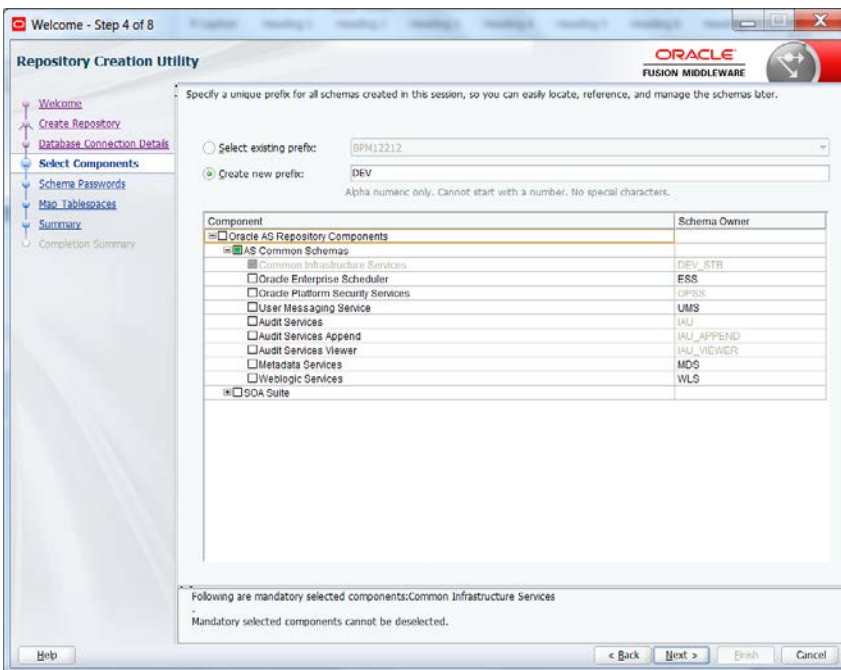 Welcome - Step 4 of 8
Repository Creation Utility
ORACLE
FUSION MIDDLEWARE
Welcome
Create Repository
Database Connection Details
Select Components
Schema Passwords
Map Tablespaces
Summary
Completion Summary
Specify a unique prefix for all schemas created in this session, so you can easily locate, reference, and manage the schemas later.
Select existing prefix: BPM12212
Create new prefix: DEV
Alpha numeric only. Cannot start with a number. No special characters.
Component Schema Owner
Oracle AS Repository Components
AS Common Schemas
Common Infrastructure Services DEV_STB
Oracle Enterprise Scheduler ESS
Oracle Platform Security Services OPSS
User Messaging Service UMS
Audit Services IAU
Audit Services Append IAU_APPEND
Audit Services Viewer IAU_VIEWER
Metadata Services MDS
Weblogic Services WLS
SOA Suite
Following are mandatory selected components:Common Infrastructure Services
.
Mandatory selected components cannot be deselected.
Help < Back Next > Finish Cancel